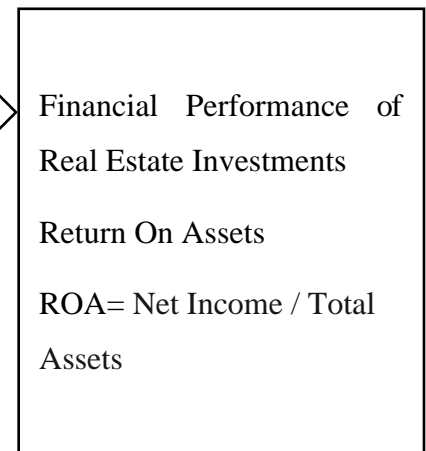 Financial Performance of
Real Estate Investments
Return On Assets
ROA= Net Income / Total
Assets